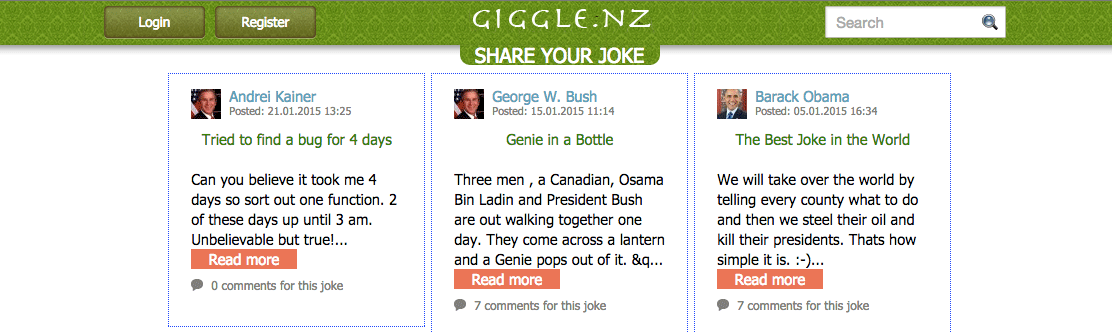 Login
Register
GIGGLE:NZ
Search
SHARE YOUR JOKE
Andrei Kainer
Posted: 21.01.2015 13:25
Tried to find a bug for 4 days
Can you believe it took me 4
days so sort out one function. 2
of these days up until 3 am.
Unbelievable but true!...
Read more
0 comments for this joke
George W. Bush
Posted: 15.01.2015 11:14
Genie in a Bottle
Three men , a Canadian, Osama
Bin Ladin and President Bush
are out walking together one
day. They come across a lantern
and a Genie pops out of it. &q...
Read more
7 comments for this joke
Barack Obama
Posted: 05.01.2015 16:34
The Best Joke in the World
We will take over the world by
telling every county what to do
and then we steel their oil and
kill their presidents. Thats how
simple it is. :-)...
Read more
7 comments for this joke